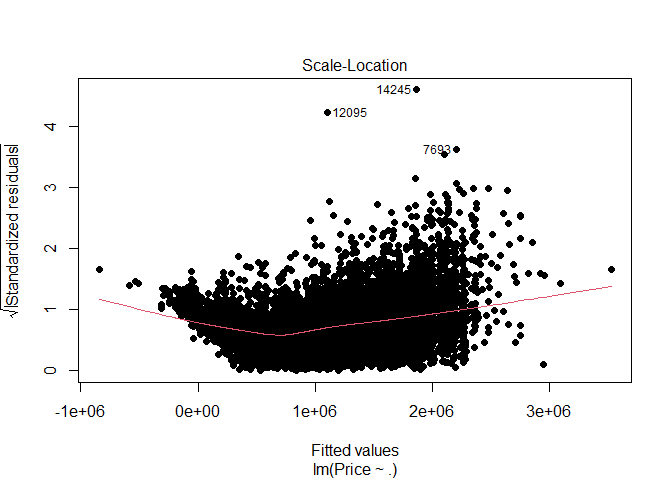 Scale-Location
14245
12095
7693
√|Standardized residuals|
4
3
2
1
0
-1e+06 0e+00 1e+06 2e+06 3e+06
Fitted values
lm(Price ~ .)